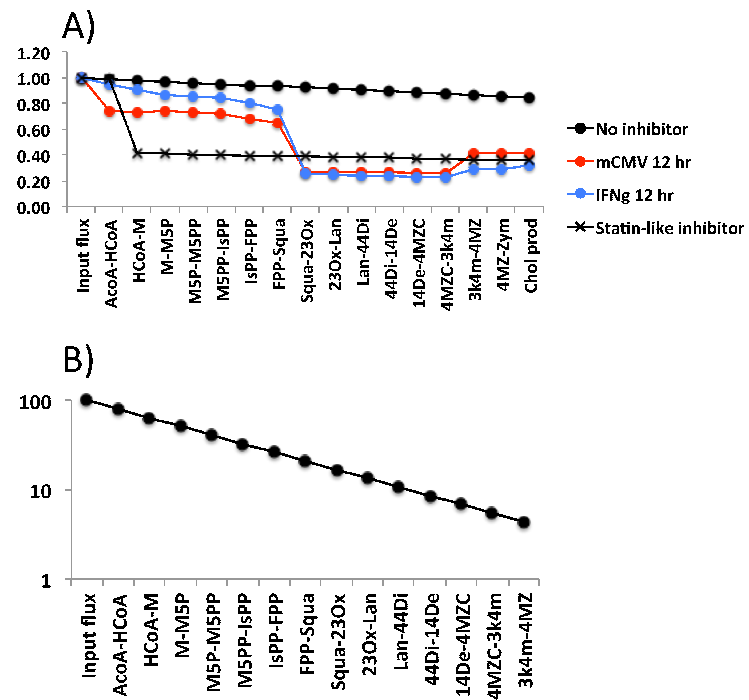 A)
1.20
1.00
0.80
0.60
0.40
0.20
0.00
Input flux
AcoA-HCoA
HCoA-M
M-M5P
M5P-M5PP
M5PP-IsPP
IsPP-FPP
FPP-Squa
Squa-23Ox
23Ox-Lan
Lan-44Di
44Di-14De
14De-4MZC
4MZC-3k4m
3k4m-4MZ
4MZ-Zym
Chol prod
No inhibitor
mCMV 12 hr
IFNg 12 hr
Statin-like inhibitor
B)
100
10
1
Input flux
AcoA-HCoA
HCoA-M
M-M5P
M5P-M5PP
M5PP-IsPP
IsPP-FPP
FPP-Squa
Squa-23Ox
23Ox-Lan
Lan-44Di
44Di-14De
14De-4MZC
4MZC-3k4m
3k4m-4MZ